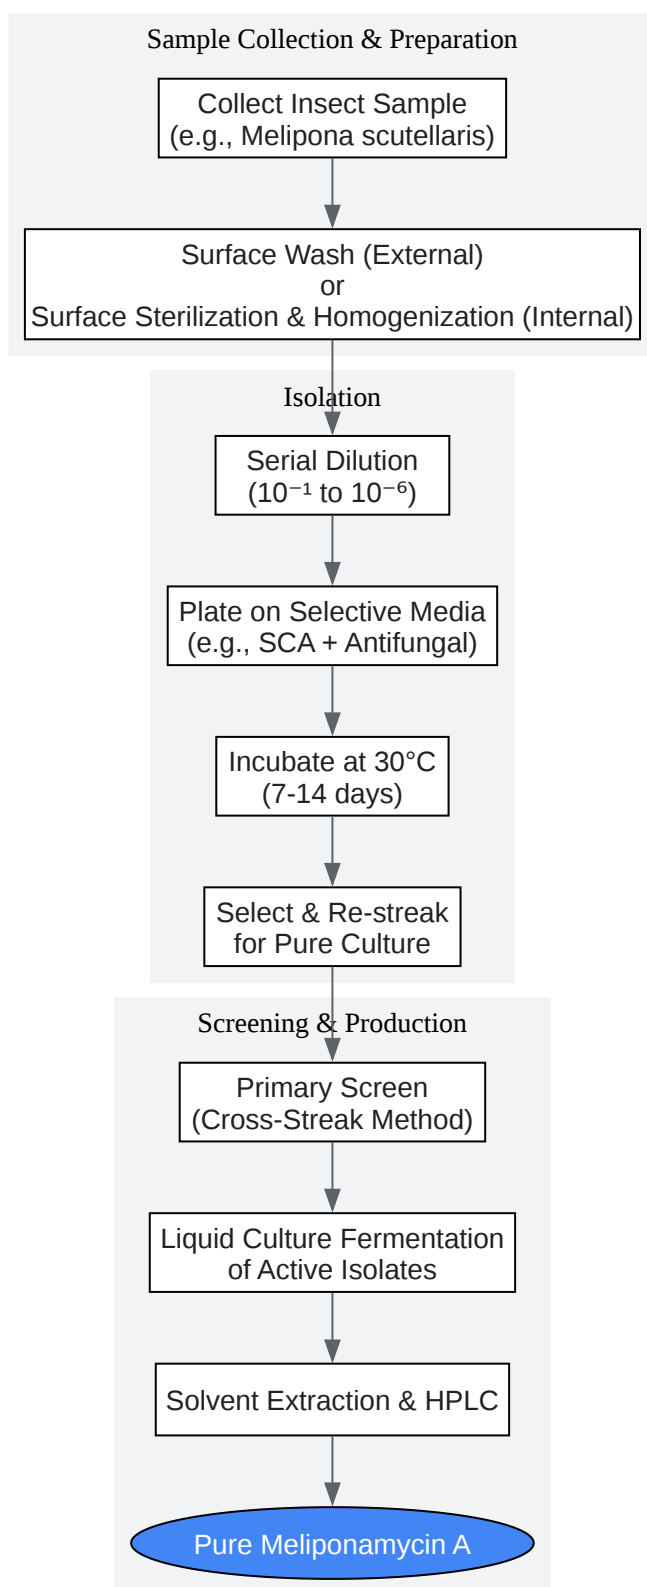 Sample Collection & Preparation
Collect Insect Sample
(e.g., Melipona scutellaris)
Surface Wash (External)
or
Surface Sterilization & Homogenization (Internal)
Isolation
Serial Dilution
(10⁻¹ to 10⁻⁶)
Plate on Selective Media
(e.g., SCA + Antifungal)
Incubate at 30°C
(7-14 days)
Select & Re-streak
for Pure Culture
Screening & Production
Primary Screen
(Cross-Streak Method)
Liquid Culture Fermentation
of Active Isolates
Solvent Extraction & HPLC
Pure Meliponamycin A